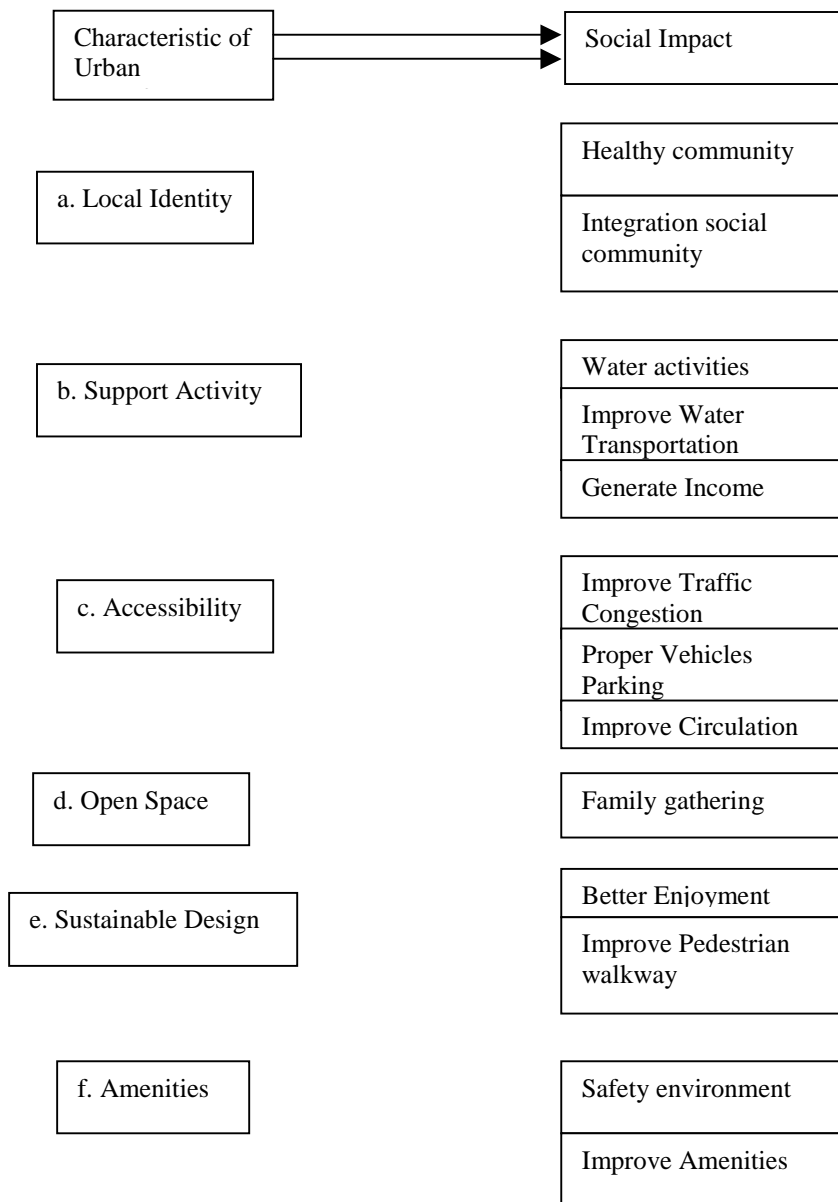 Characteristic of
Urban
Social Impact
Healthy community
a. Local Identity
Integration social
community
Water activities
b. Support Activity
Improve Water
Transportation
Generate Income
Improve Traffic
Congestion
c. Accessibility
Proper Vehicles
Parking
Improve Circulation
d. Open Space
Family gathering
Better Enjoyment
e. Sustainable Design
Improve Pedestrian
walkway
f. Amenities
Safety environment
Improve Amenities